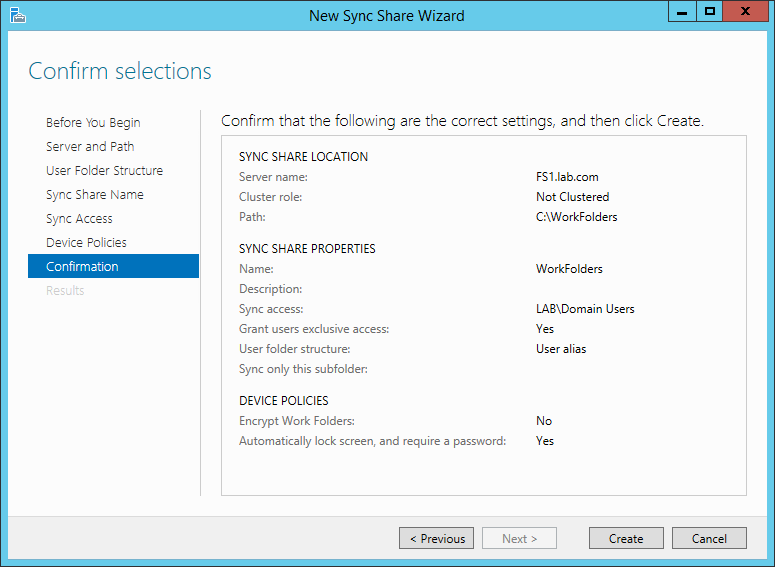 New Sync Share Wizard
Confirm selections
Before You Begin
Server and Path
User Folder Structure
Sync Share Name
Sync Access
Device Policies
Confirmation
Results
Confirm that the following are the correct settings, and then click Create.
SYNC SHARE LOCATION
Server name: FS1.lab.com
Cluster role: Not Clustered
Path: C:\WorkFolders
SYNC SHARE PROPERTIES
Name: WorkFolders
Description:
Sync access: LAB\Domain Users
Grant users exclusive access: Yes
User folder structure: User alias
Sync only this subfolder:
DEVICE POLICIES
Encrypt Work Folders: No
Automatically lock screen, and require a password: Yes
< Previous Next > Create Cancel